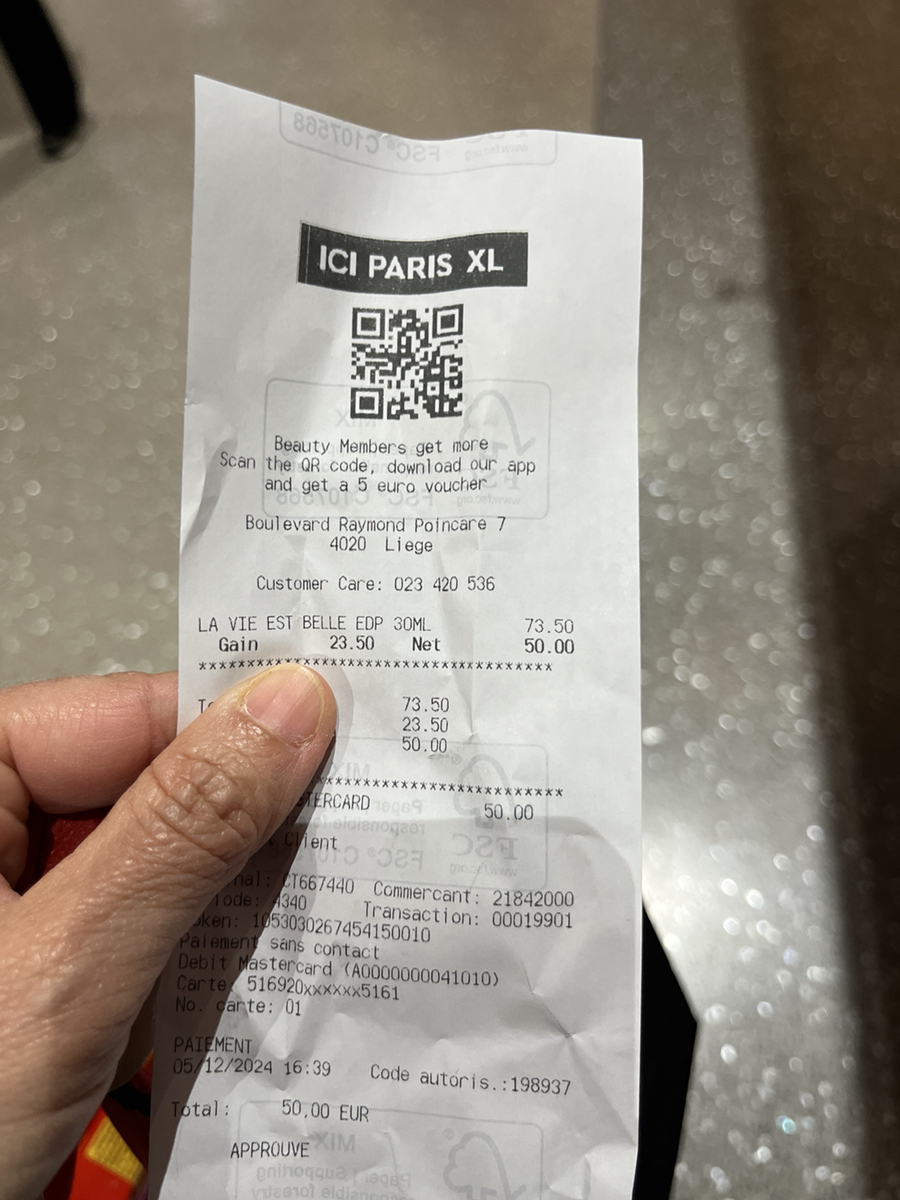 ICI PARIS XL
Beauty Members get more
Scan the QR code, download our app
and get a 5 euro voucher
Boulevard Raymond Poincare 7
4020 Liege
Customer Care: 023 420 536
LA VIE EST BELLE EDP 30ML 73.50
Gain 23.50 Net 50.00
****************************************
73.50
23.50
50.00
***************************
TERCARD 50.00
Client
nal: CT667440 Commercant: 21842000
ode: 4340 Transaction: 00019901
oken: 1053030267454150010
Paiement sans contact
Debit Mastercard (A0000000041010)
Carte: 516920xxxxxx5161
No. carte: 01
PAIEMENT
05/12/2024 16:39 Code autoris.:198937
Total: 50,00 EUR
APPROUVE